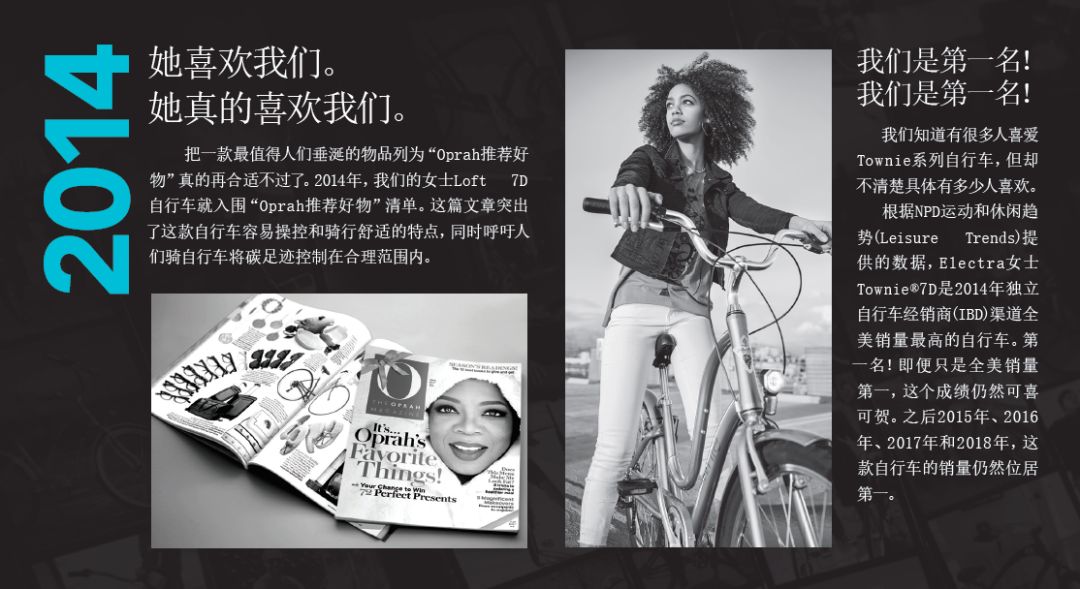 2014
她喜欢我们。
她真的喜欢我们。
把一款最值得人们垂涎的物品列为“Oprah推荐好
物”真的再合适不过了。2014年,我们的女士Loft 7D
自行车就入围“Oprah推荐好物”清单。这篇文章突出
了这款自行车容易操控和骑行舒适的特点,同时呼吁人
们骑自行车将碳足迹控制在合理范围内。
SEASON'S READINGS!
O
THE OPRAH
MAGAZINE
It's...
Oprah's
Favorite
Things!
Your Chance to Win
72 Perfect Presents
我们是第一名!
我们是第一名!
我们知道有很多人喜爱
Townie系列自行车,但却
不清楚具体有多少人喜欢。
根据NPD运动和休闲趋
势(Leisure Trends)提
供的数据,Electra女士
Townie®7D是2014年独立
自行车经销商(IBD)渠道全
美销量最高的自行车。第
一名!即便只是全美销量
第一,这个成绩仍然可喜
可贺。之后2015年、2016
年、2017年和2018年,这
款自行车的销量仍然位居
第一。